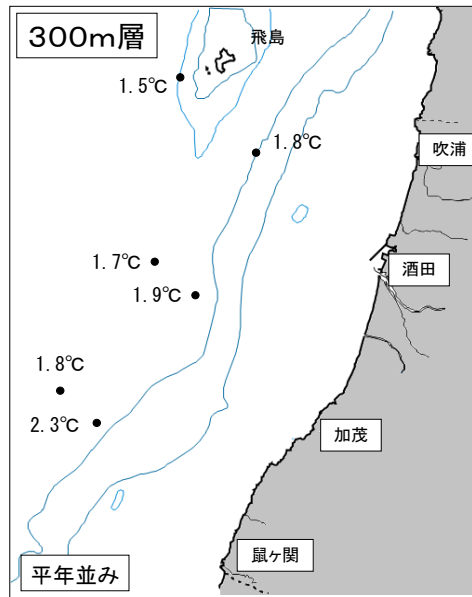 300m層
飛島
1.5℃
1.8℃
吹浦
1.7℃
酒田
1.9℃
1.8℃
2.3℃
加茂
鼠ヶ関
平年並み